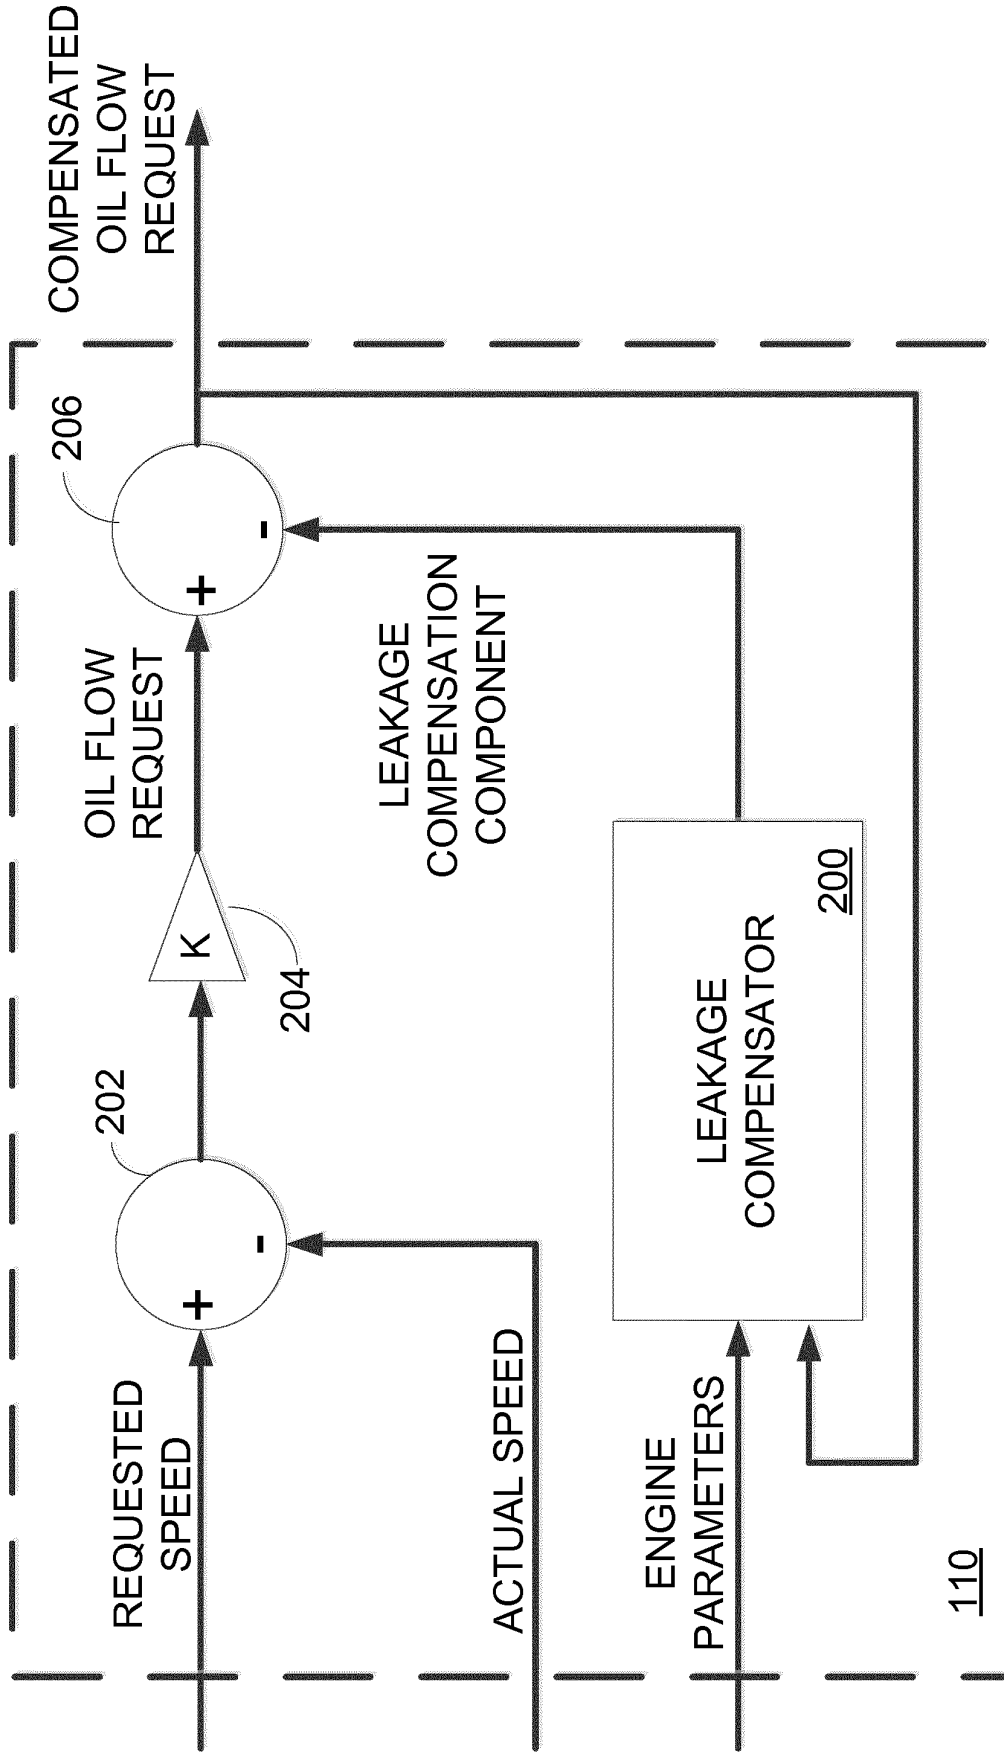 COMPENSATED
OIL FLOW
REQUEST
206
+
-
OIL FLOW
REQUEST
LEAKAGE
COMPENSATION
COMPONENT
K
204
202
+
-
REQUESTED
SPEED
ACTUAL SPEED
LEAKAGE
COMPENSATOR
200
ENGINE
PARAMETERS
110